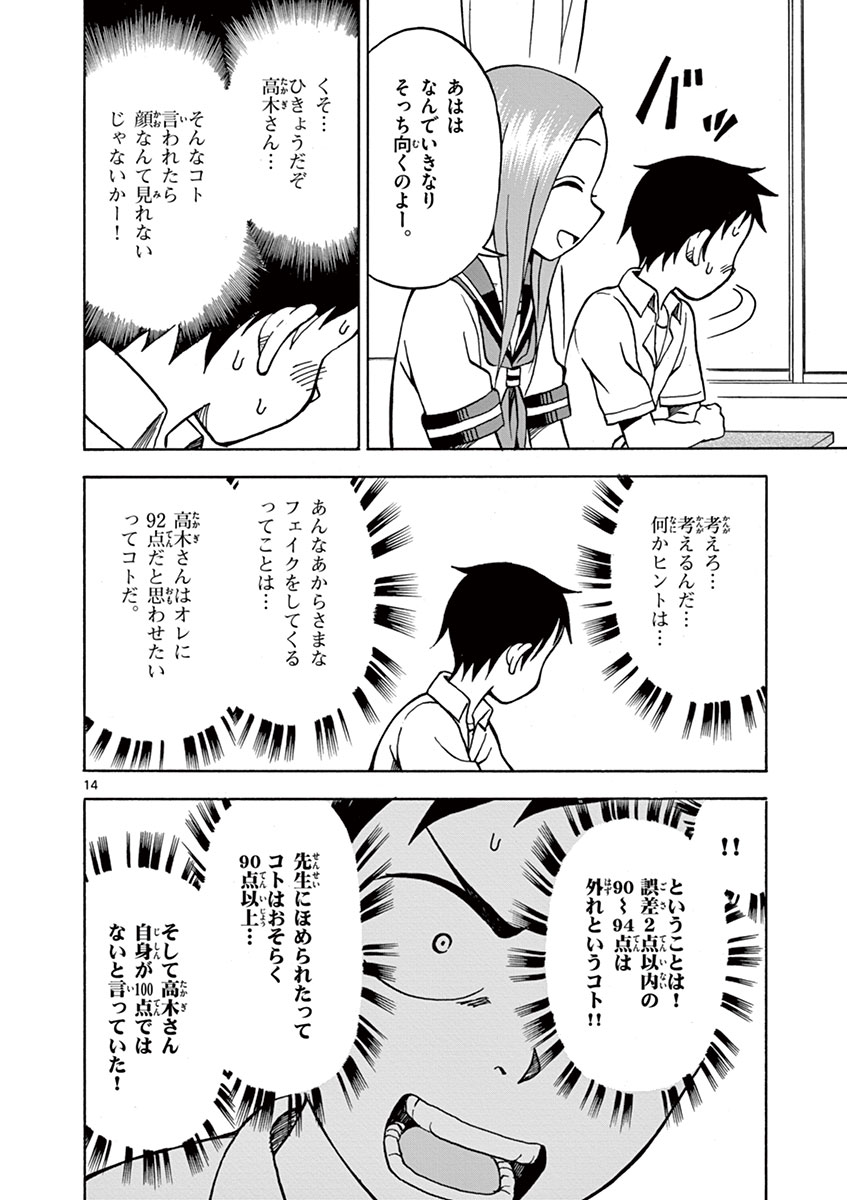 ガバッ
あはは
なんでいきなり
そっち向くのよー。
くそ…
ひきょうだぞ
高木さん…
そんなコト
言われたら
顔なんて見れない
じゃないかー!
考えろ…
考えるんだ…
何かヒントは…
あんなあからさまな
フェイクをしてくる
ってことは…
高木さんはオレに
92点だと思わせたい
ってコトだ。
14
!!
ということは!
誤差2点以内の
90〜94点は
外れというコト!!
先生にほめられたって
コトはおそらく
90点以上…
そして高木さん
自身が100点では
ないと言っていた!